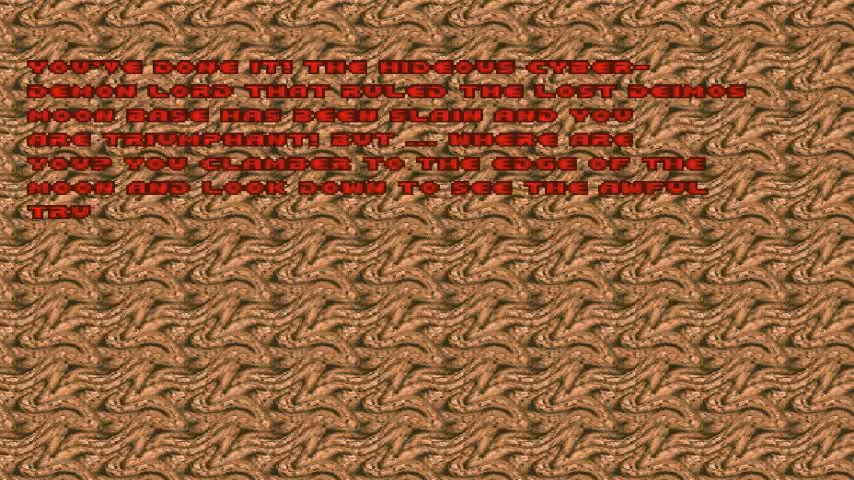 YOU'VE DONE IT! THE HIDEOUS CYBER-
DEMON LORD THAT RULED THE LOST DEIMOS
MOON BASE HAS BEEN SLAIN AND YOU
ARE TRIUMPHANT! BUT ... WHERE ARE
YOU? YOU CLAMBER TO THE EDGE OF THE
MOON AND LOOK DOWN TO SEE THE AWFUL
TRU